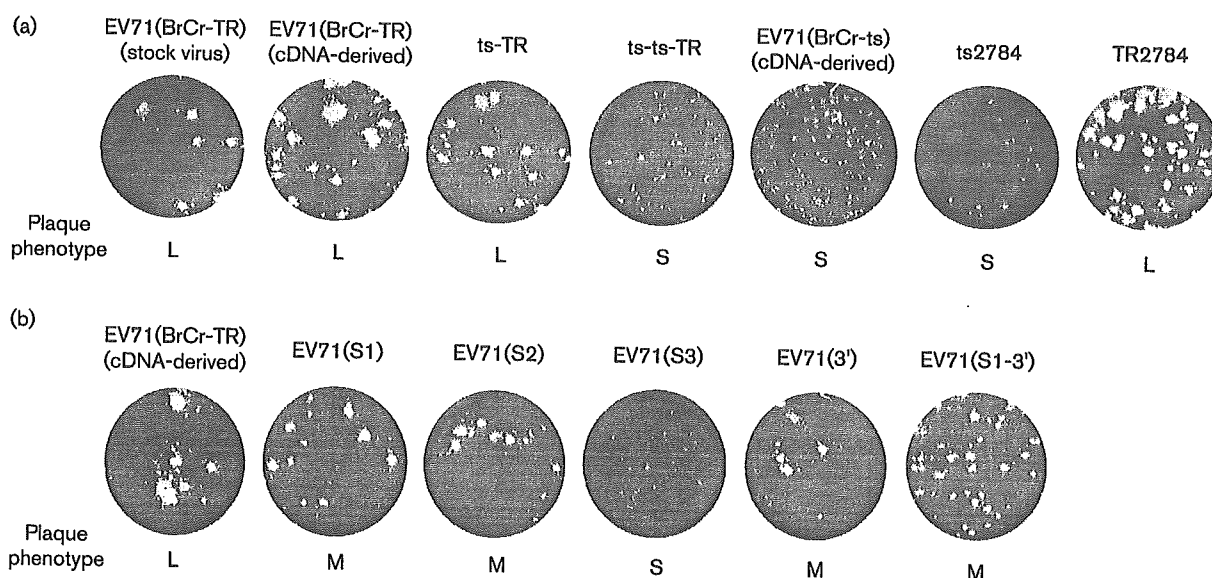 (a)
EV71(BrCr-TR)
(stock virus)
EV71(BrCr-TR)
(cDNA-derived)
ts-TR
ts-ts-TR
EV71(BrCr-ts)
(cDNA-derived)
ts2784
TR2784
Plaque
phenotype
L
L
L
S
S
S
L
(b)
EV71(BrCr-TR)
(cDNA-derived)
EV71(S1)
EV71(S2)
EV71(S3)
EV71(3')
EV71(S1-3')
Plaque
phenotype
L
M
M
S
M
M